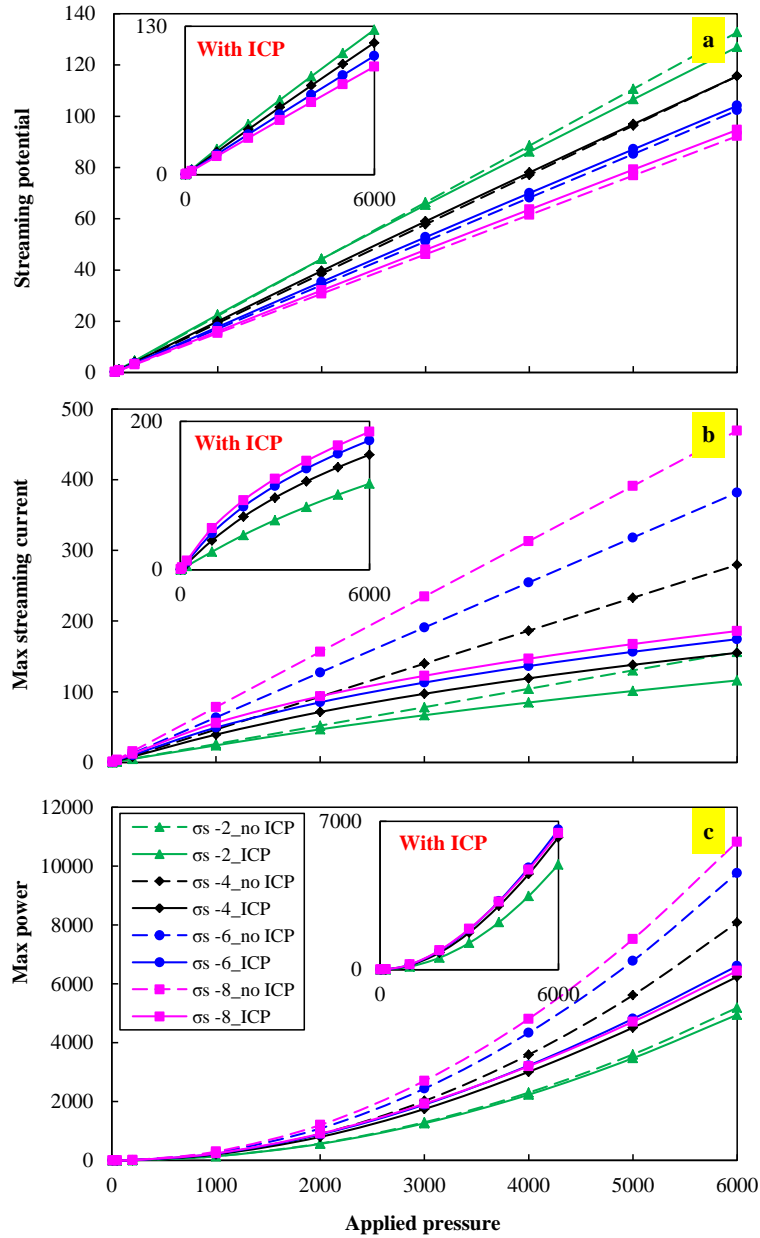 140
120
100
80
60
40
20
0
Streaming potential
130
With ICP
0
0
6000
a
500
400
300
200
100
0
Max streaming current
200
With ICP
0
0
6000
b
12000
10000
8000
6000
4000
2000
0
Max power
σs -2_no ICP
σs -2_ICP
σs -4_no ICP
σs -4_ICP
σs -6_no ICP
σs -6_ICP
σs -8_no ICP
σs -8_ICP
7000
With ICP
0
0
6000
c
0 1000 2000 3000 4000 5000 6000
Applied pressure